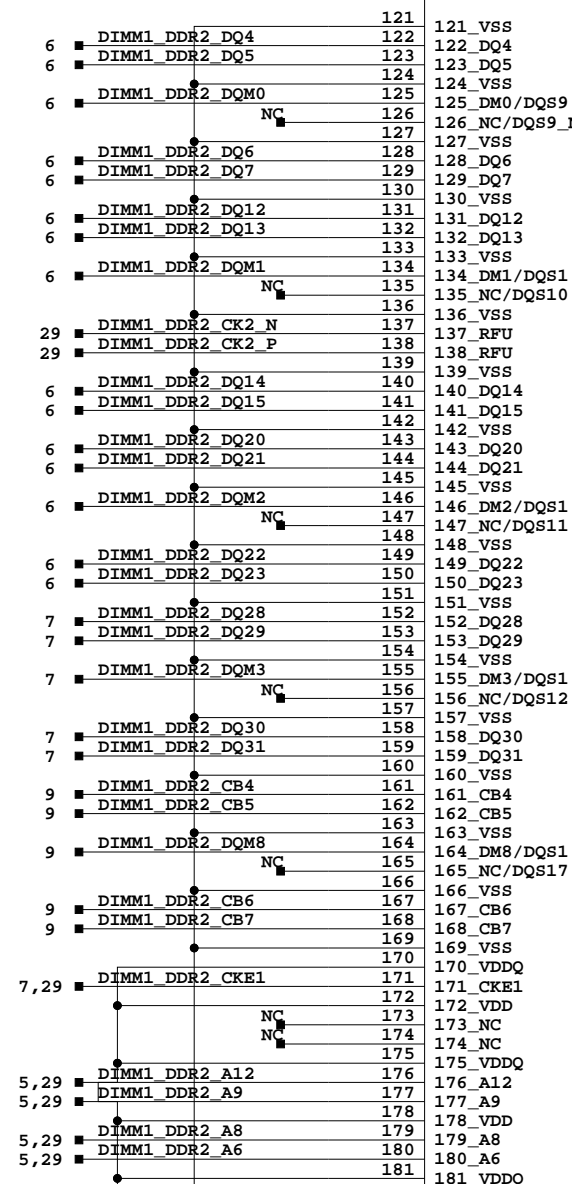 121 121_VSS
6 DIMM1_DDR2_DQ4 122 122_DQ4
6 DIMM1_DDR2_DQ5 123 123_DQ5
124 124_VSS
6 DIMM1_DDR2_DQM0 125 125_DM0/DQS9
NC 126 126_NC/DQS9_
127 127_VSS
6 DIMM1_DDR2_DQ6 128 128_DQ6
6 DIMM1_DDR2_DQ7 129 129_DQ7
130 130_VSS
6 DIMM1_DDR2_DQ12 131 131_DQ12
6 DIMM1_DDR2_DQ13 132 132_DQ13
133 133_VSS
6 DIMM1_DDR2_DQM1 134 134_DM1/DQS1
NC 135 135_NC/DQS10
136 136_VSS
29 DIMM1_DDR2_CK2_N 137 137_RFU
29 DIMM1_DDR2_CK2_P 138 138_RFU
139 139_VSS
6 DIMM1_DDR2_DQ14 140 140_DQ14
6 DIMM1_DDR2_DQ15 141 141_DQ15
142 142_VSS
6 DIMM1_DDR2_DQ20 143 143_DQ20
6 DIMM1_DDR2_DQ21 144 144_DQ21
145 145_VSS
6 DIMM1_DDR2_DQM2 146 146_DM2/DQS1
NC 147 147_NC/DQS11
148 148_VSS
6 DIMM1_DDR2_DQ22 149 149_DQ22
6 DIMM1_DDR2_DQ23 150 150_DQ23
151 151_VSS
7 DIMM1_DDR2_DQ28 152 152_DQ28
7 DIMM1_DDR2_DQ29 153 153_DQ29
154 154_VSS
7 DIMM1_DDR2_DQM3 155 155_DM3/DQS1
NC 156 156_NC/DQS12
157 157_VSS
7 DIMM1_DDR2_DQ30 158 158_DQ30
7 DIMM1_DDR2_DQ31 159 159_DQ31
160 160_VSS
9 DIMM1_DDR2_CB4 161 161_CB4
9 DIMM1_DDR2_CB5 162 162_CB5
163 163_VSS
9 DIMM1_DDR2_DQM8 164 164_DM8/DQS1
NC 165 165_NC/DQS17
166 166_VSS
9 DIMM1_DDR2_CB6 167 167_CB6
9 DIMM1_DDR2_CB7 168 168_CB7
169 169_VSS
170 170_VDDQ
7,29 DIMM1_DDR2_CKE1 171 171_CKE1
172 172_VDD
NC 173 173_NC
NC 174 174_NC
175 175_VDDQ
5,29 DIMM1_DDR2_A12 176 176_A12
5,29 DIMM1_DDR2_A9 177 177_A9
178 178_VDD
5,29 DIMM1_DDR2_A8 179 179_A8
5,29 DIMM1_DDR2_A6 180 180_A6
181 181_VDDQ